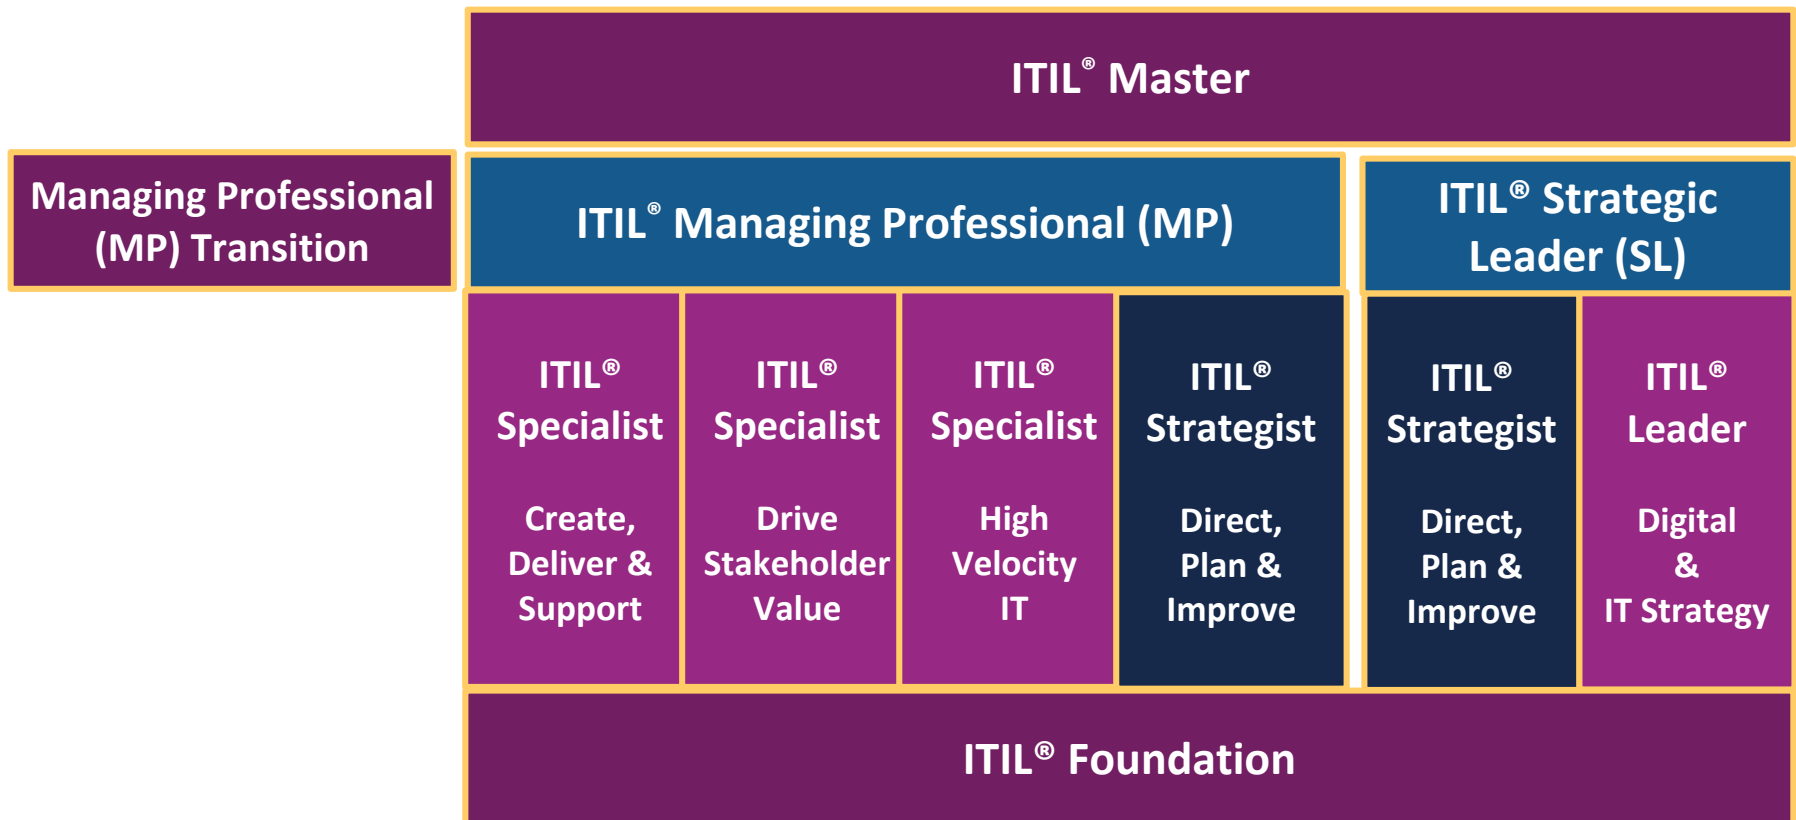 ITIL® Master
Managing Professional
(MP) Transition
ITIL® Managing Professional (MP)
ITIL® Strategic
Leader (SL)
ITIL®
Specialist
Create,
Deliver &
Support
ITIL®
Specialist
Drive
Stakeholder
Value
ITIL®
Specialist
High
Velocity
IT
ITIL®
Strategist
Direct,
Plan &
Improve
ITIL®
Strategist
Direct,
Plan &
Improve
ITIL®
Leader
Digital
&
IT Strategy
ITIL® Foundation